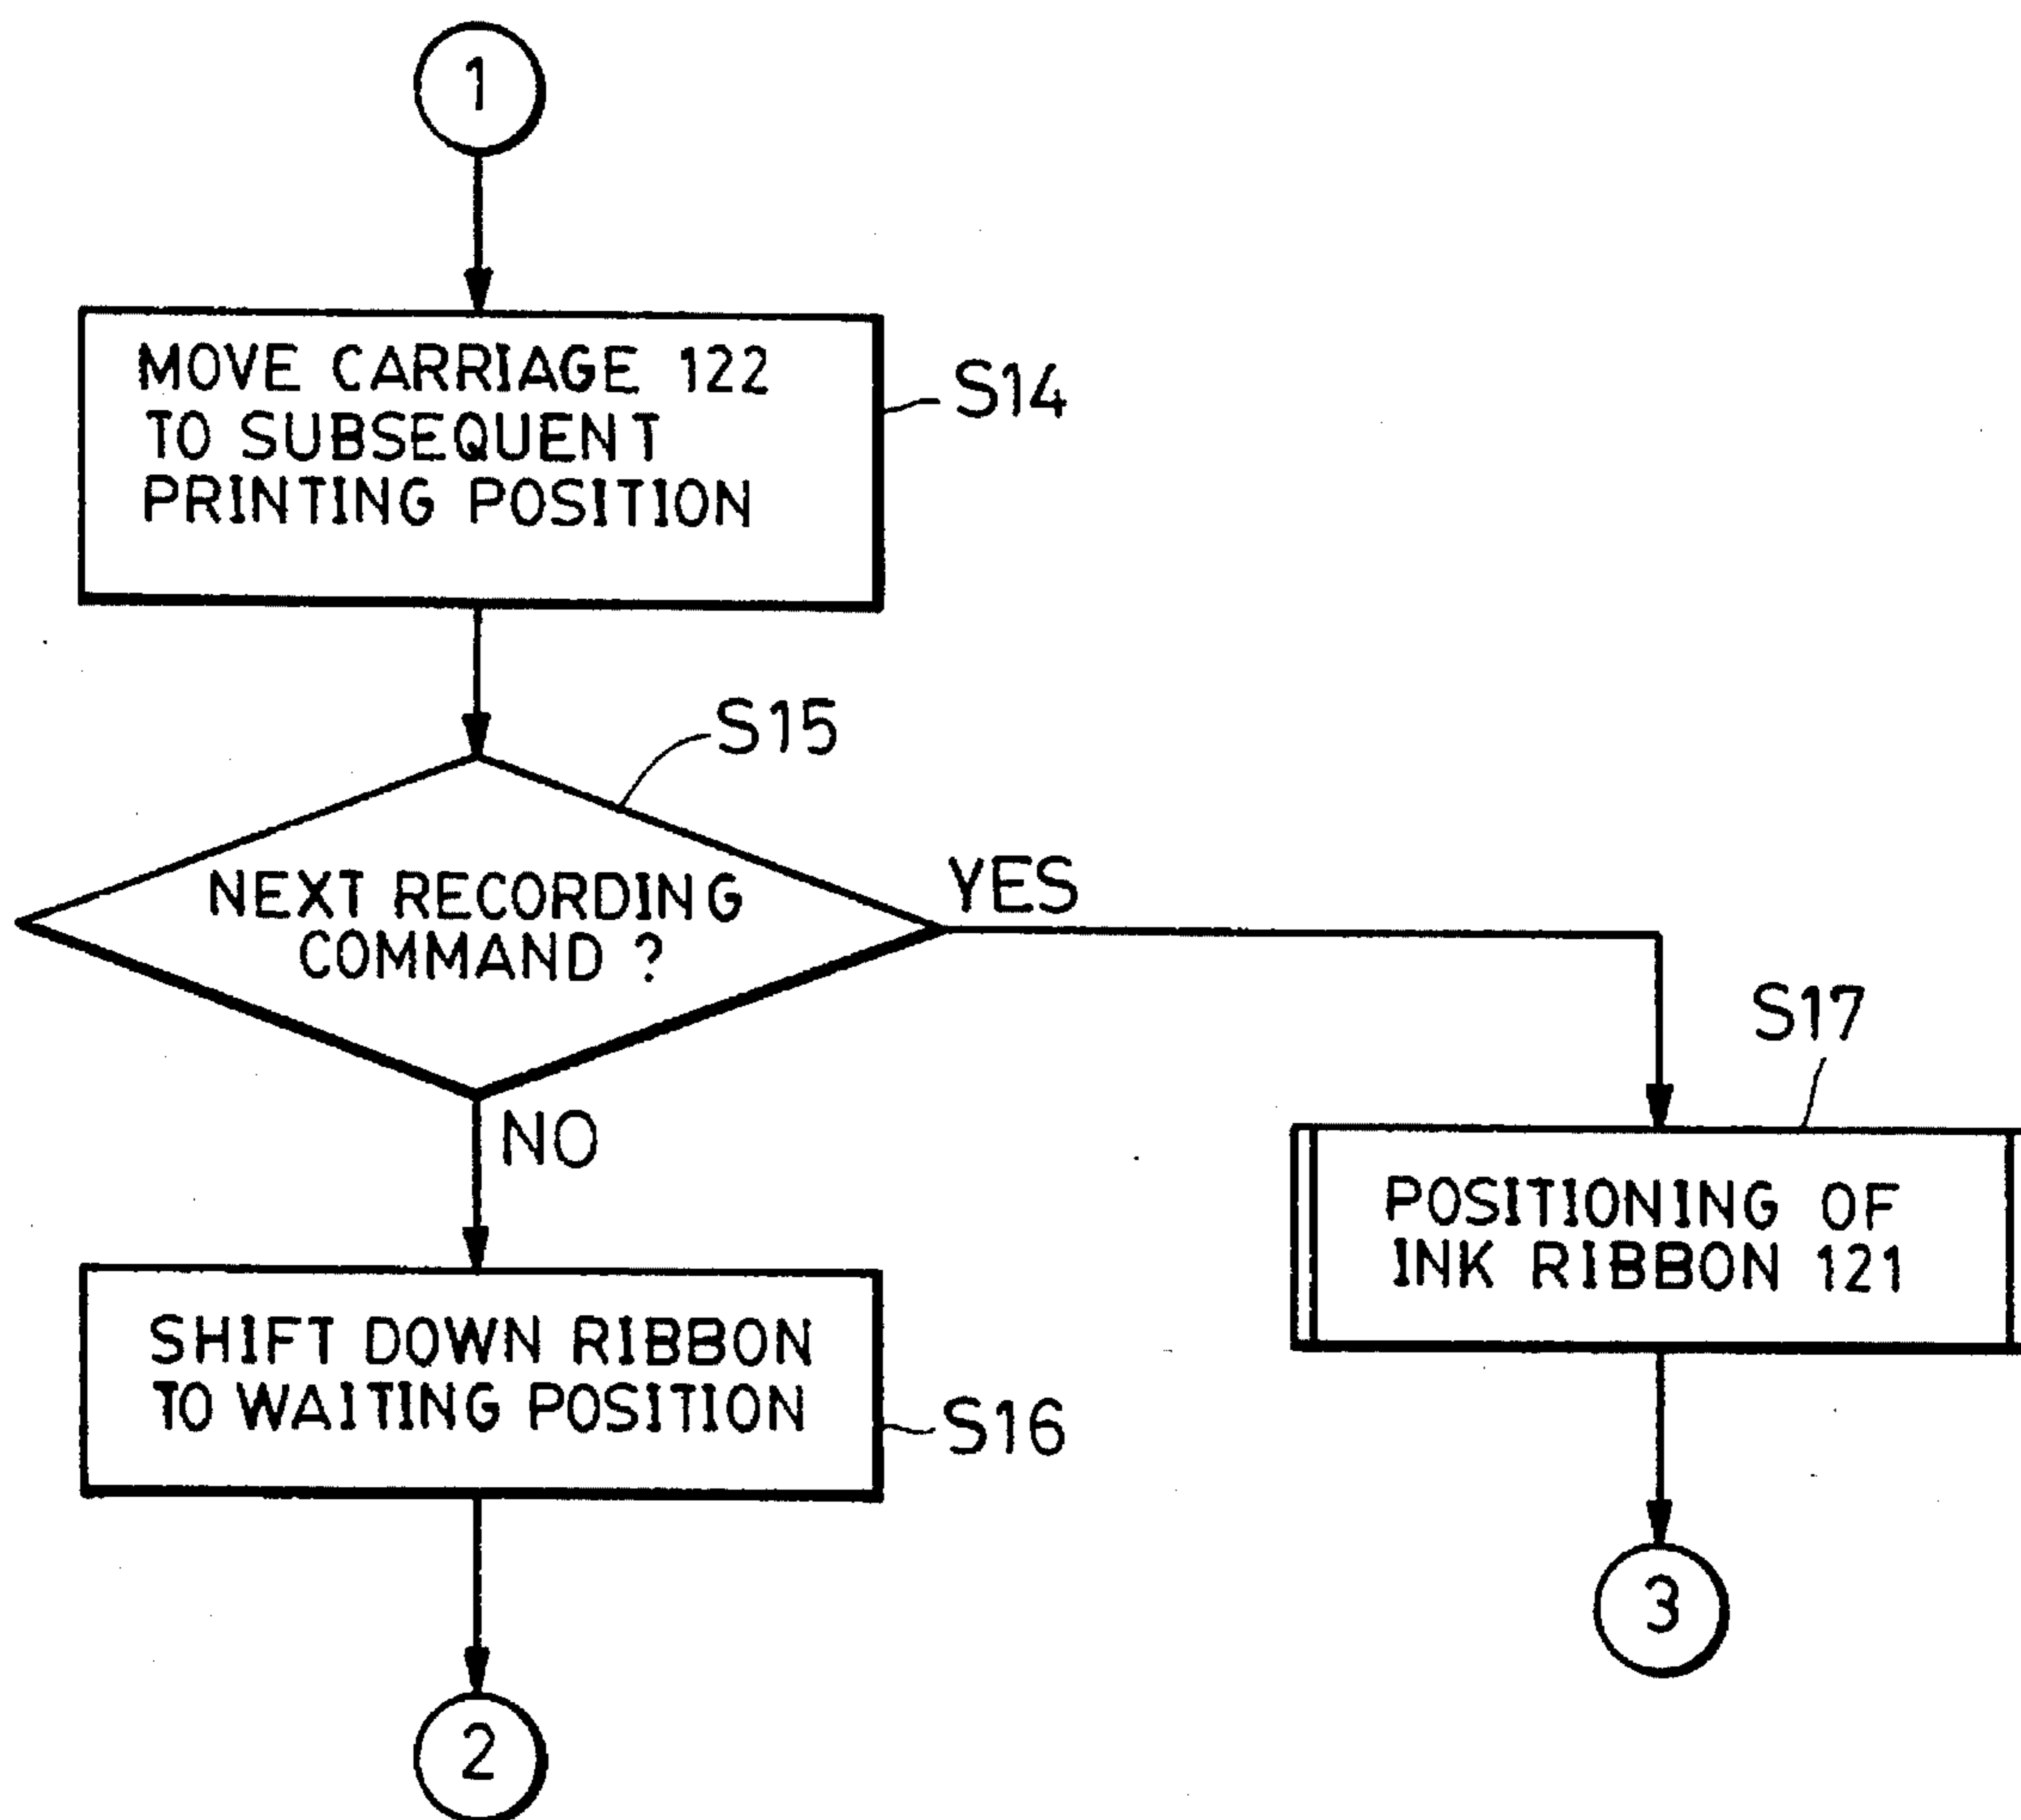 1
MOVE CARRIAGE 122
TO SUBSEQUENT
PRINTING POSITION
S14
S15
NEXT RECORDING
COMMAND ?
YES
NO
S17
POSITIONING OF
INK RIBBON 121
SHIFT DOWN RIBBON
TO WAITING POSITION
S16
3
2